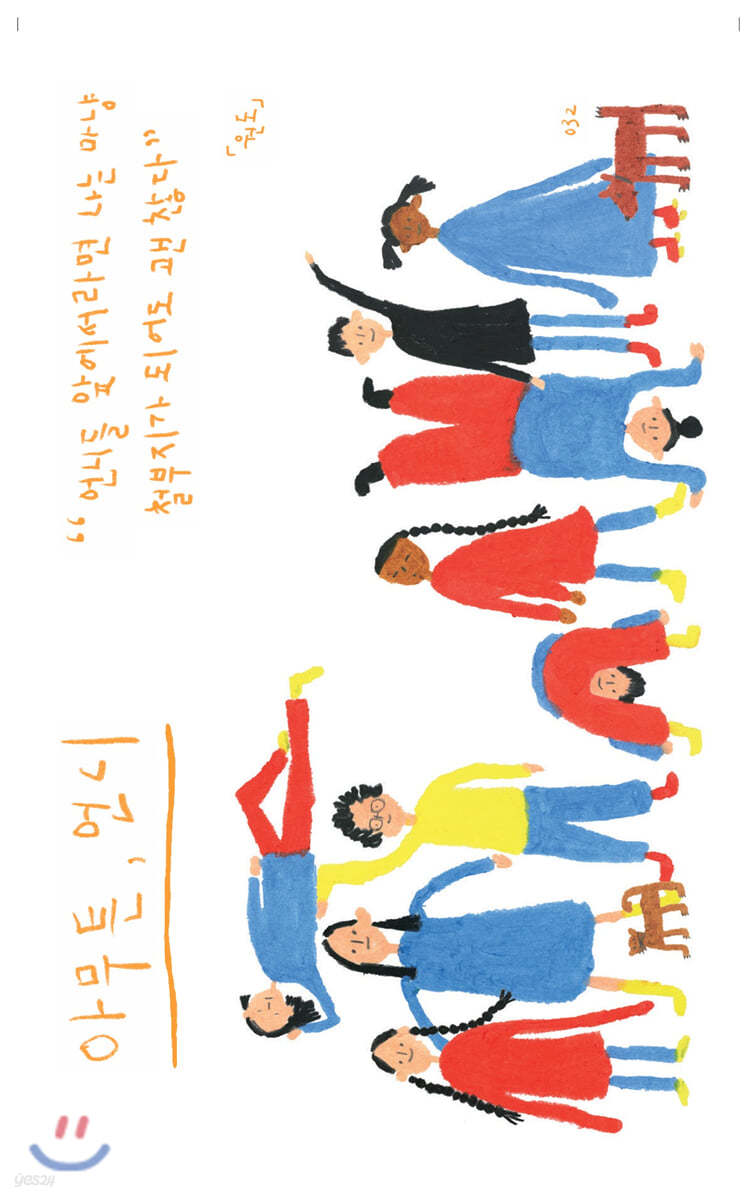 아무튼, 언니
“언니들 앞에서라면 나는 마냥
철부지가 되어도 괜찮다”
「원도」
032
yes24